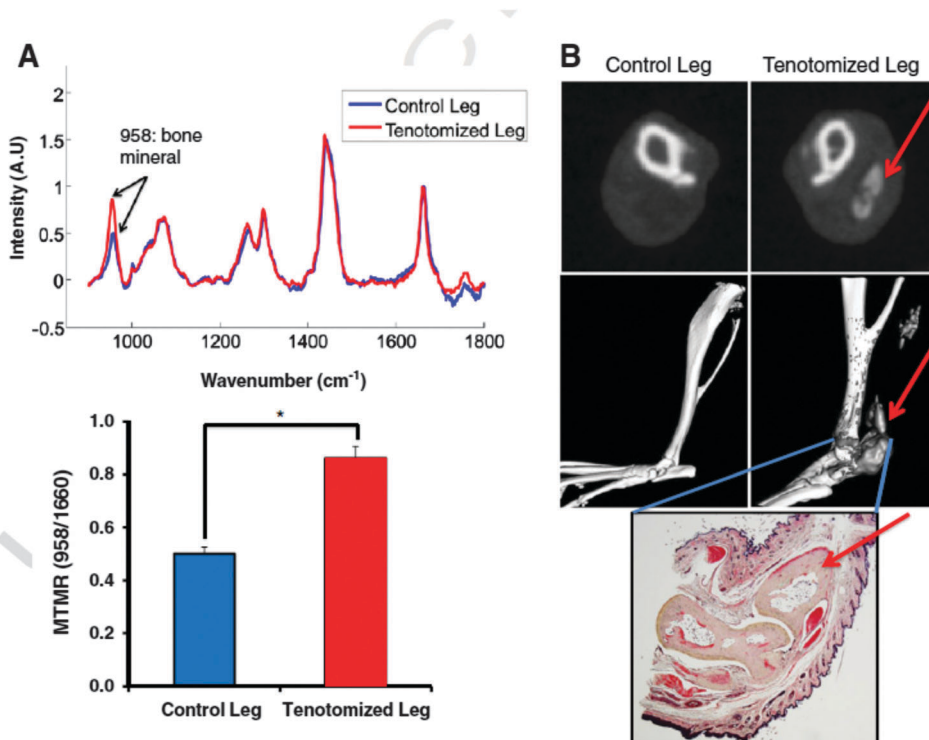 A
Intensity (A.U)
2
1.5
1
0.5
0
-0.5
958: bone
mineral
Control Leg
Tenotomized Leg
1000
1200
1400
1600
1800
Wavenumber (cm⁻¹)
MTMR (958/1660)
1.0
0.8
0.6
0.4
0.2
0.0
*
Control Leg
Tenotomized Leg
B
Control Leg
Tenotomized Leg